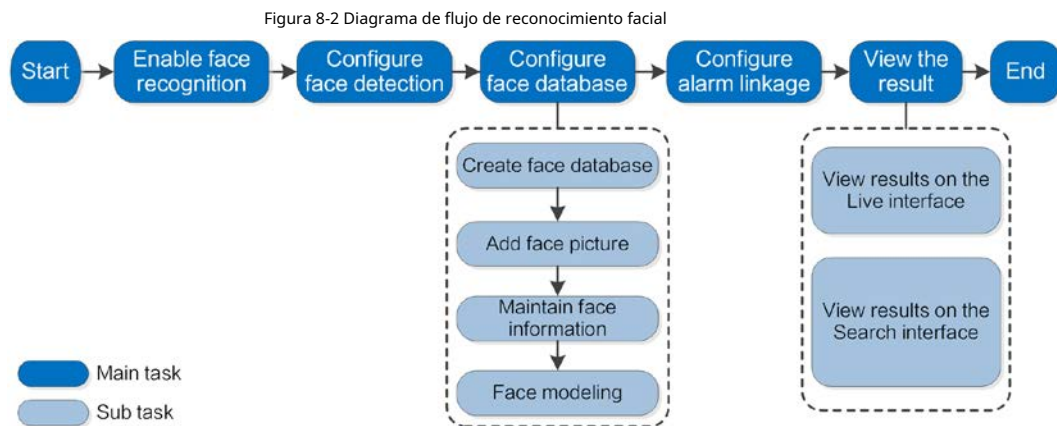 Figura 8-2 Diagrama de flujo de reconocimiento facial
Start
Enable face
recognition
Configure
face detection
Configure
face database
Configure
alarm linkage
View the
result
End
Create face database
Add face picture
Maintain face
information
Face modeling
View results on the
Live interface
View results on the
Search interface
Main task
Sub task